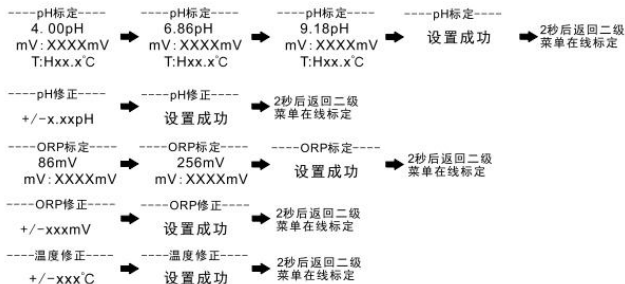 ----pH标定----
4. 00pH
mV: XXXXmV
T:Hxx.x°C
----pH标定----
6.86pH
mV: XXXXmV
T:Hxx.x°C
----pH标定----
9.18pH
mV: XXXXmV
T:Hxx.x°C
----pH标定----
设置成功
2秒后返回二级
菜单在线标定
----pH修正----
+/-x.xxpH
----pH修正----
设置成功
2秒后返回二级
菜单在线标定
----ORP标定----
86mV
mV: XXXXmV
----ORP标定----
256mV
mV: XXXXmV
----ORP标定----
设置成功
2秒后返回二级
菜单在线标定
----ORP修正----
+/-xxxmV
----ORP修正----
设置成功
2秒后返回二级
菜单在线标定
----温度修正----
+/-xxx°C
----温度修正----
设置成功
2秒后返回二级
菜单在线标定